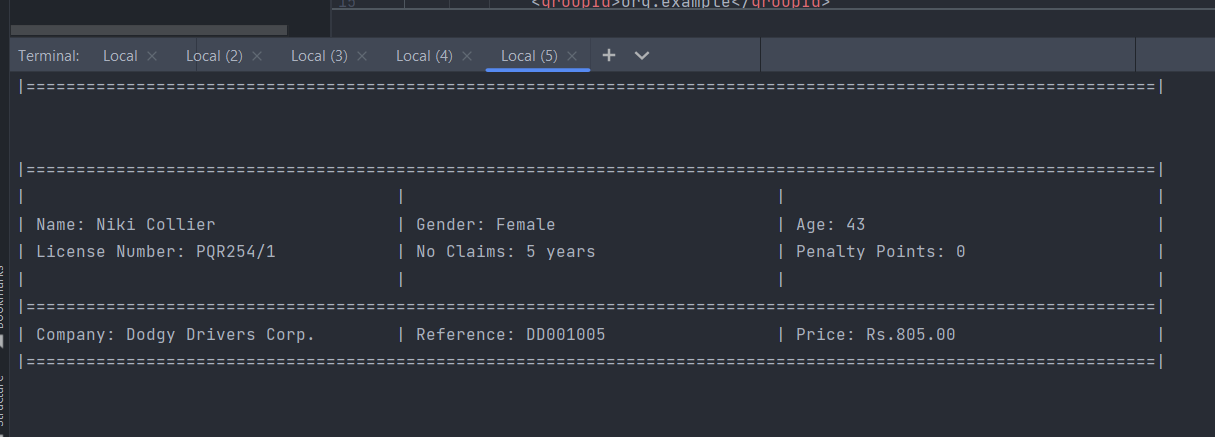 15 <groupId>org.example</groupId>
Terminal: Local × Local (2) × Local (3) × Local (4) × Local (5) × +
|=================================================================================================================|
|=================================================================================================================|
| | | |
| Name: Niki Collier | Gender: Female | Age: 43 |
| License Number: PQR254/1 | No Claims: 5 years | Penalty Points: 0 |
| | | |
|=================================================================================================================|
| Company: Dodgy Drivers Corp. | Reference: DD001005 | Price: Rs.805.00 |
|=================================================================================================================|
Bookmarks
Structure